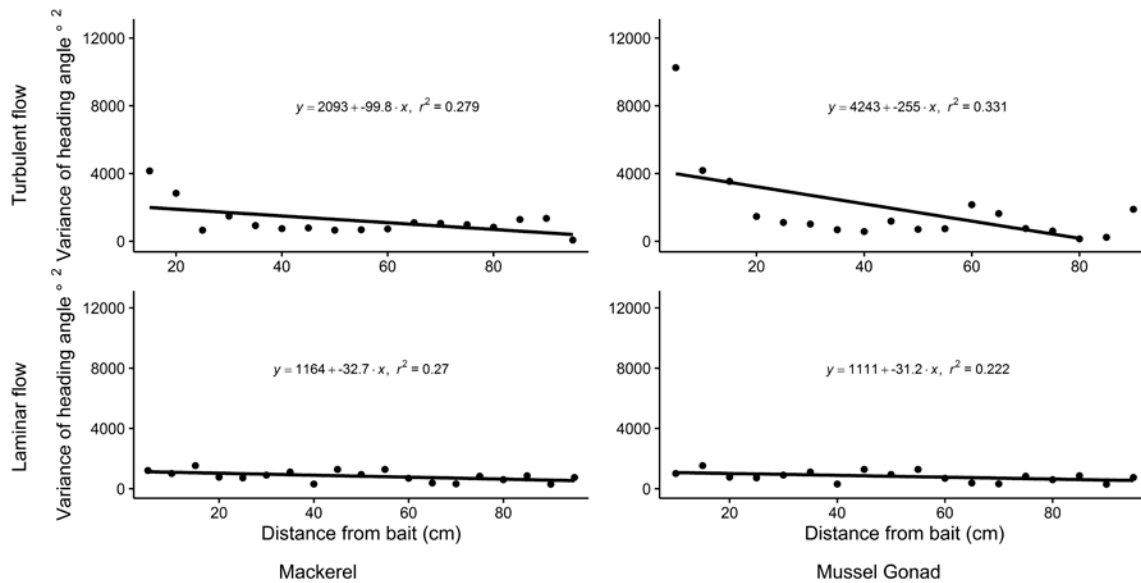 Turbulent flow
Variance of heading angle °²
12000
8000
4000
0
y = 2093 + -99.8 · x, r² = 0.279
20 40 60 80
12000
8000
4000
0
y = 4243 + -255 · x, r² = 0.331
20 40 60 80
Laminar flow
Variance of heading angle °²
12000
8000
4000
0
y = 1164 + -32.7 · x, r² = 0.27
20 40 60 80
Distance from bait (cm)
Mackerel
12000
8000
4000
0
y = 1111 + -31.2 · x, r² = 0.222
20 40 60 80
Distance from bait (cm)
Mussel Gonad